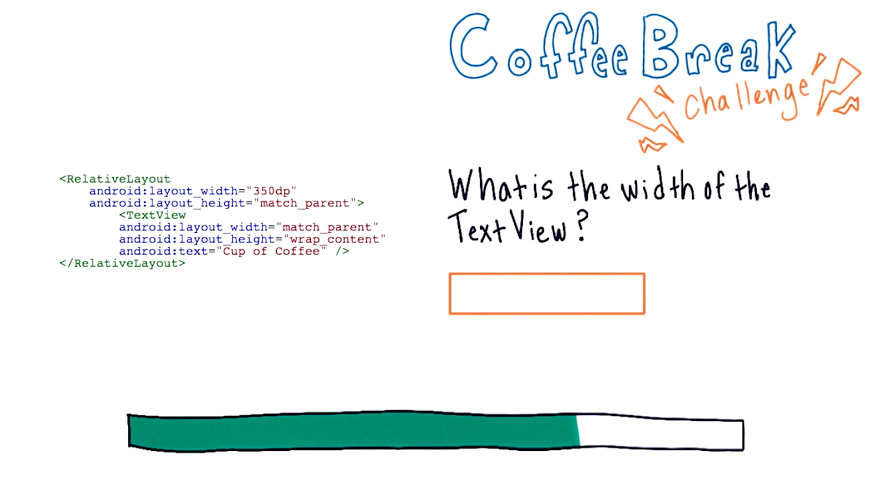 Coffee Break
Challenge
<RelativeLayout
android:layout_width="350dp"
android:layout_height="match_parent">
<TextView
android:layout_width="match_parent"
android:layout_height="wrap_content"
android:text="Cup of Coffee" />
</RelativeLayout>
What is the width of the
TextView?